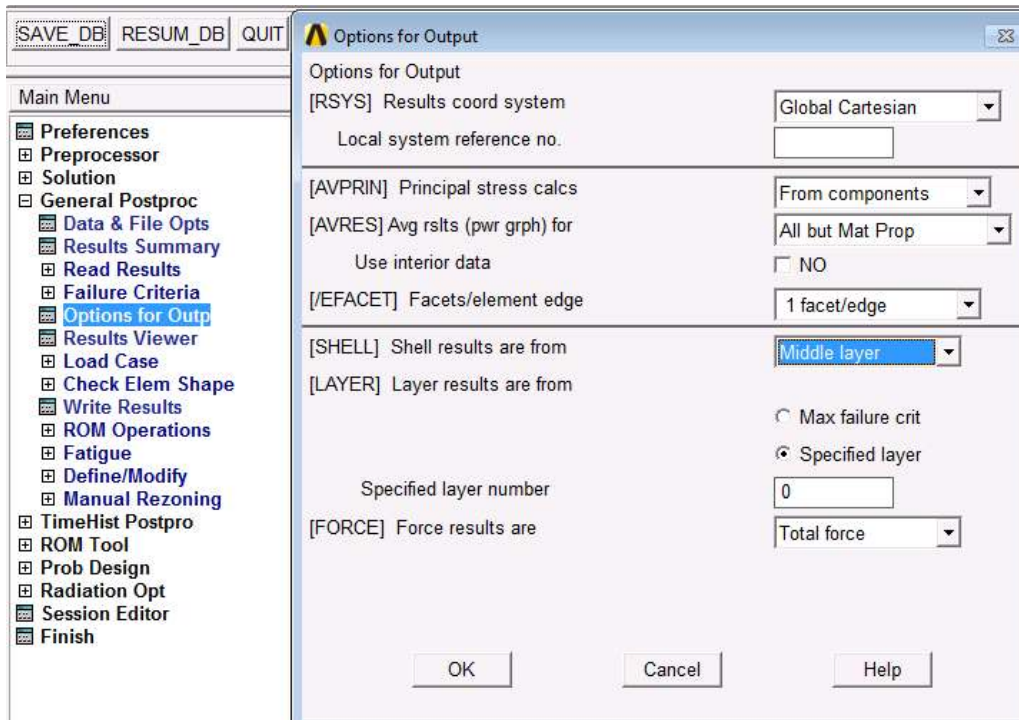 SAVE_DB RESUM_DB QUIT
Main Menu
Preferences
Preprocessor
Solution
General Postproc
Data & File Opts
Results Summary
Read Results
Failure Criteria
Options for Outp
Results Viewer
Load Case
Check Elem Shape
Write Results
ROM Operations
Fatigue
Define/Modify
Manual Rezoning
TimeHist Postpro
ROM Tool
Prob Design
Radiation Opt
Session Editor
Finish
Options for Output
Options for Output
[RSYS] Results coord system Global Cartesian
Local system reference no.
[AVPRIN] Principal stress calcs From components
[AVRES] Avg rslts (pwr grph) for All but Mat Prop
Use interior data NO
[/EFACET] Facets/element edge 1 facet/edge
[SHELL] Shell results are from Middle layer
[LAYER] Layer results are from
Max failure crit
Specified layer
Specified layer number 0
[FORCE] Force results are Total force
OK Cancel Help